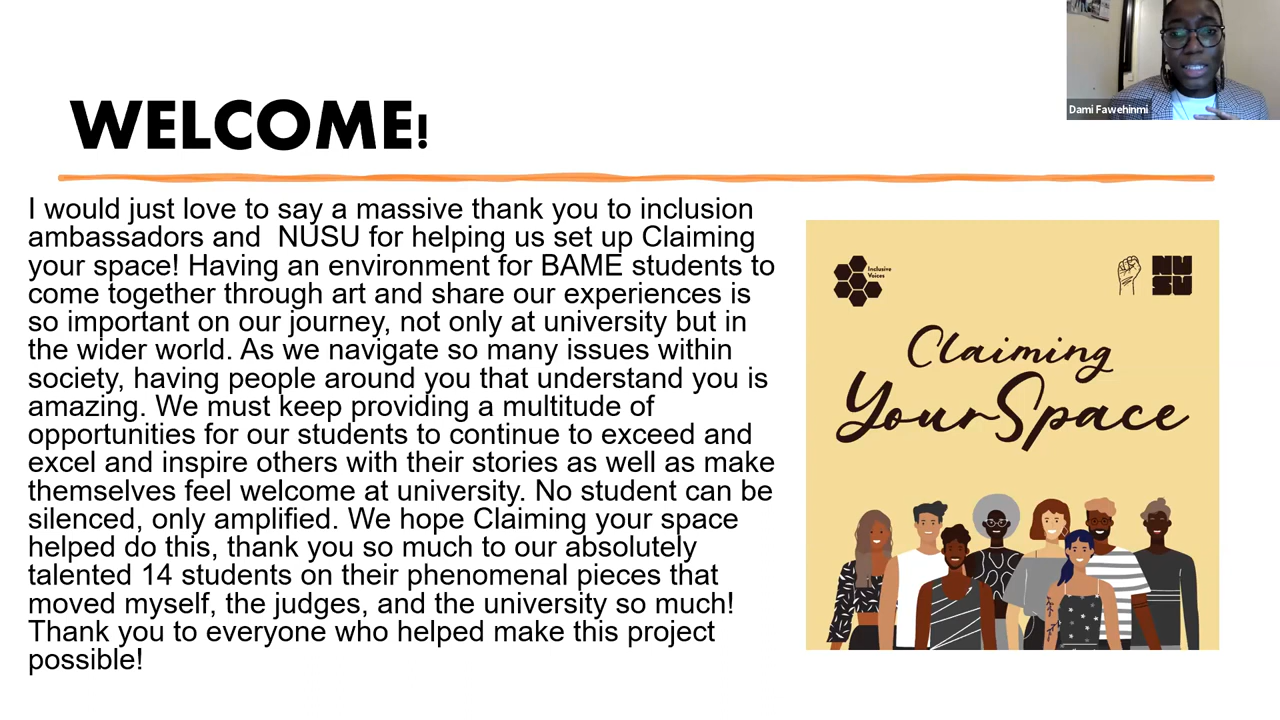 Dami Fawehinmi
WELCOME!
I would just love to say a massive thank you to inclusion
ambassadors and  NUSU for helping us set up Claiming
your space! Having an environment for BAME students to
come together through art and share our experiences is
so important on our journey, not only at university but in
the wider world. As we navigate so many issues within
society, having people around you that understand you is
amazing. We must keep providing a multitude of
opportunities for our students to continue to exceed and
excel and inspire others with their stories as well as make
themselves feel welcome at university. No student can be
silenced, only amplified. We hope Claiming your space
helped do this, thank you so much to our absolutely
talented 14 students on their phenomenal pieces that
moved myself, the judges, and the university so much!
Thank you to everyone who helped make this project
possible!
Inclusive
Voices
NU
SU
Claiming
Your Space